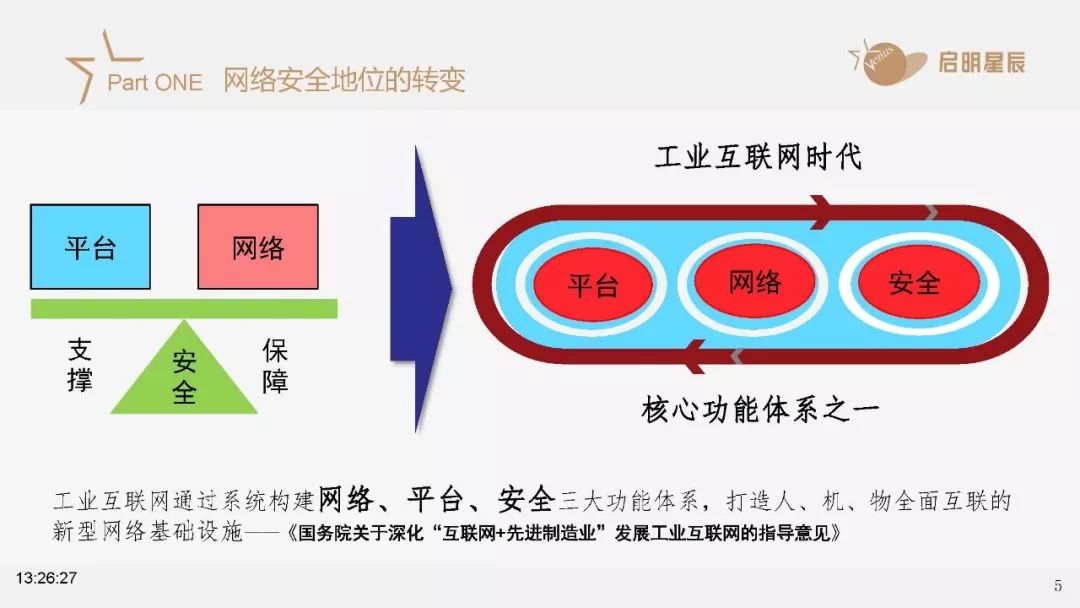 Part ONE 网络安全地位的转变
Venus
启明星辰
平台
网络
支撑
安全
保障
工业互联网时代
平台
网络
安全
核心功能体系之一
工业互联网通过系统构建网络、平台、安全三大功能体系，打造人、机、物全面互联的
新型网络基础设施——《国务院关于深化“互联网+先进制造业”发展工业互联网的指导意见》
13:26:27
5